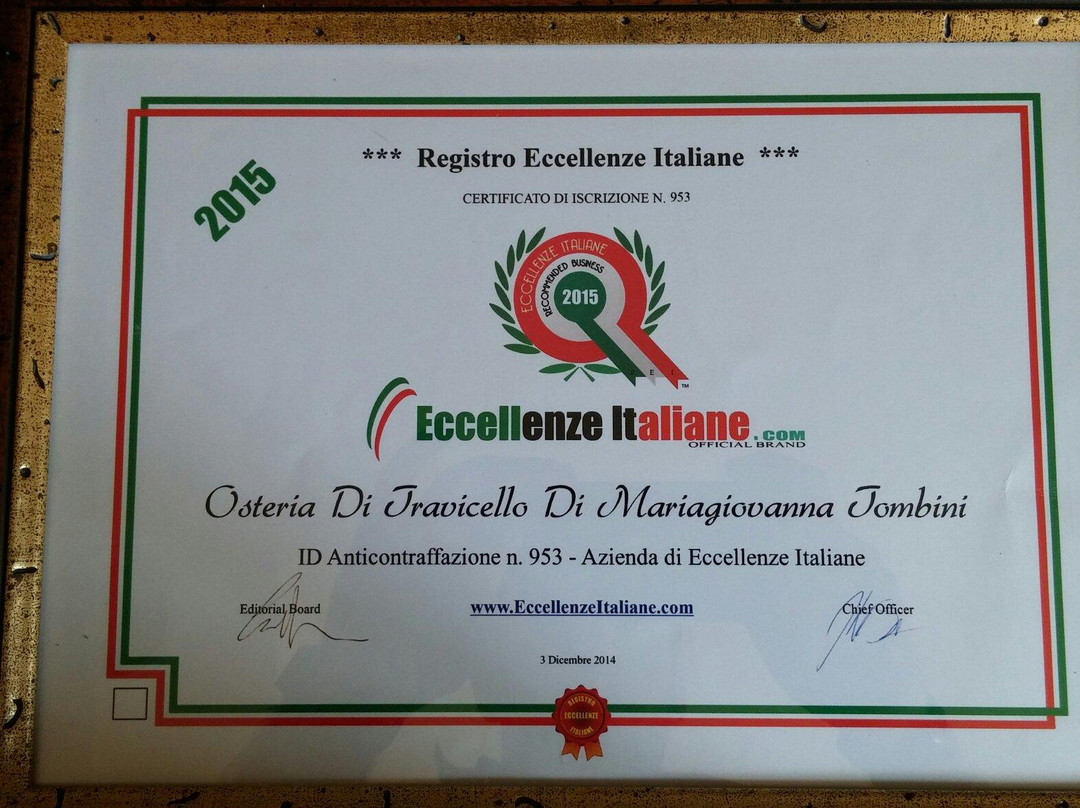 *** Registro Eccellenze Italiane ***
2015
CERTIFICATO DI ISCRIZIONE N. 953
ECCELLENZE ITALIANE
RECOMMENDED BUSINESS
2015
R E I
TM
Eccellenze Italiane.COM
OFFICIAL BRAND
Osteria Di Travicello Di Mariagiovanna Tombini
ID Anticontraffazione n. 953 - Azienda di Eccellenze Italiane
Editorial Board
www.EccellenzeItaliane.com
Chief Officer
3 Dicembre 2014
REGISTRO
ECCELLENZE
ITALIANE